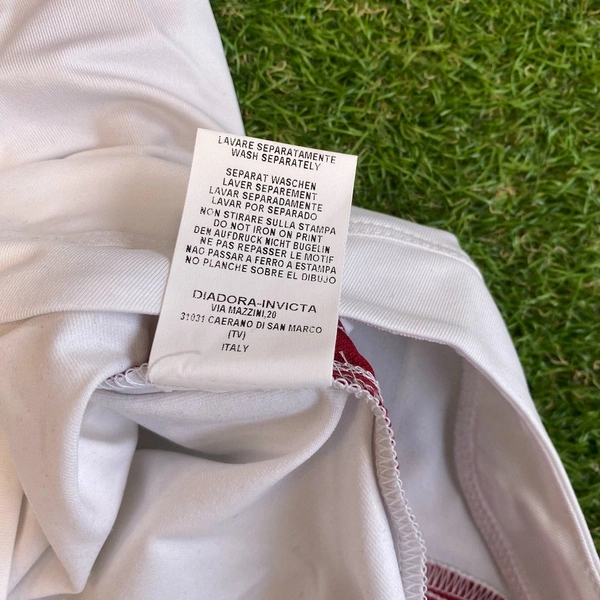 LAVARE SEPARATAMENTE
WASH SEPARATELY
SEPARAT WASCHEN
LAVER SEPAREMENT
LAVAR SEPARADAMENTE
LAVAR POR SEPARADO
NON STIRARE SULLA STAMPA
DO NOT IRON ON PRINT
DEM AUFDRUCK NICHT BUGELIN
NE PAS REPASSER LE MOTIF
NAO PASSAR A FERRO A ESTAMPA
NO PLANCHE SOBRE EL DIBUJO
DIADORA-INVICTA
VIA MAZZINI,20
31031 CAERANO DI SAN MARCO
(TV)
ITALY